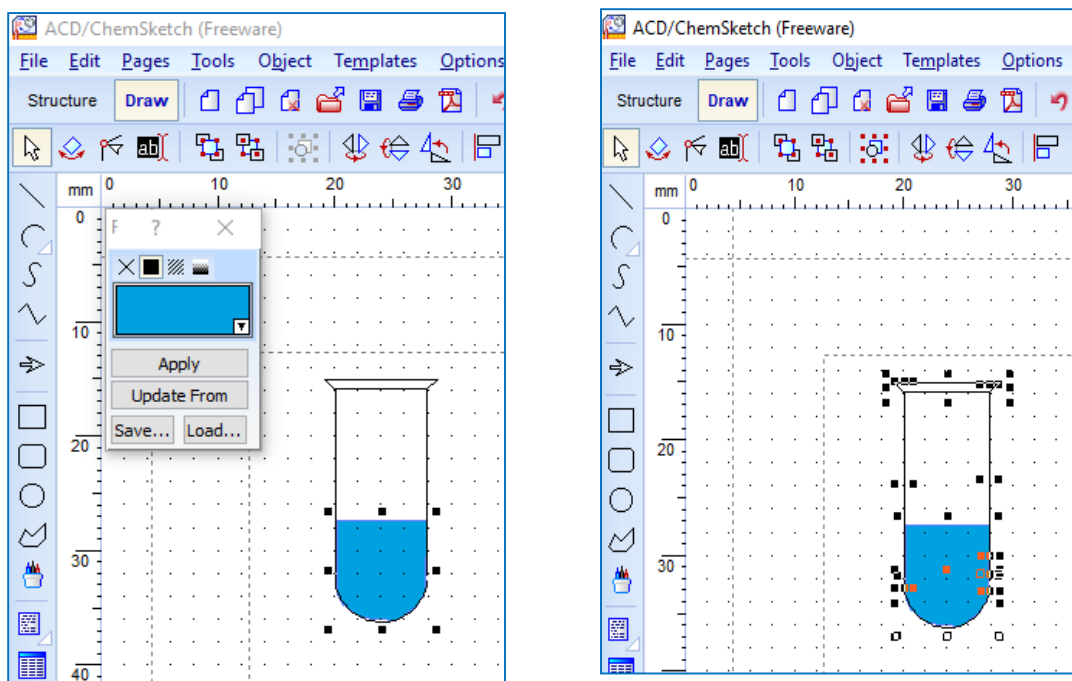 ACD/ChemSketch (Freeware)
File Edit Pages Tools Object Templates Options
Structure Draw
ab
mm 0 10 20 30
0
F ?
10
Apply
Update From
Save... Load...
20
30
40
ACD/ChemSketch (Freeware)
File Edit Pages Tools Object Templates Options
Structure Draw
ab
mm 0 10 20 30
0
10
20
30